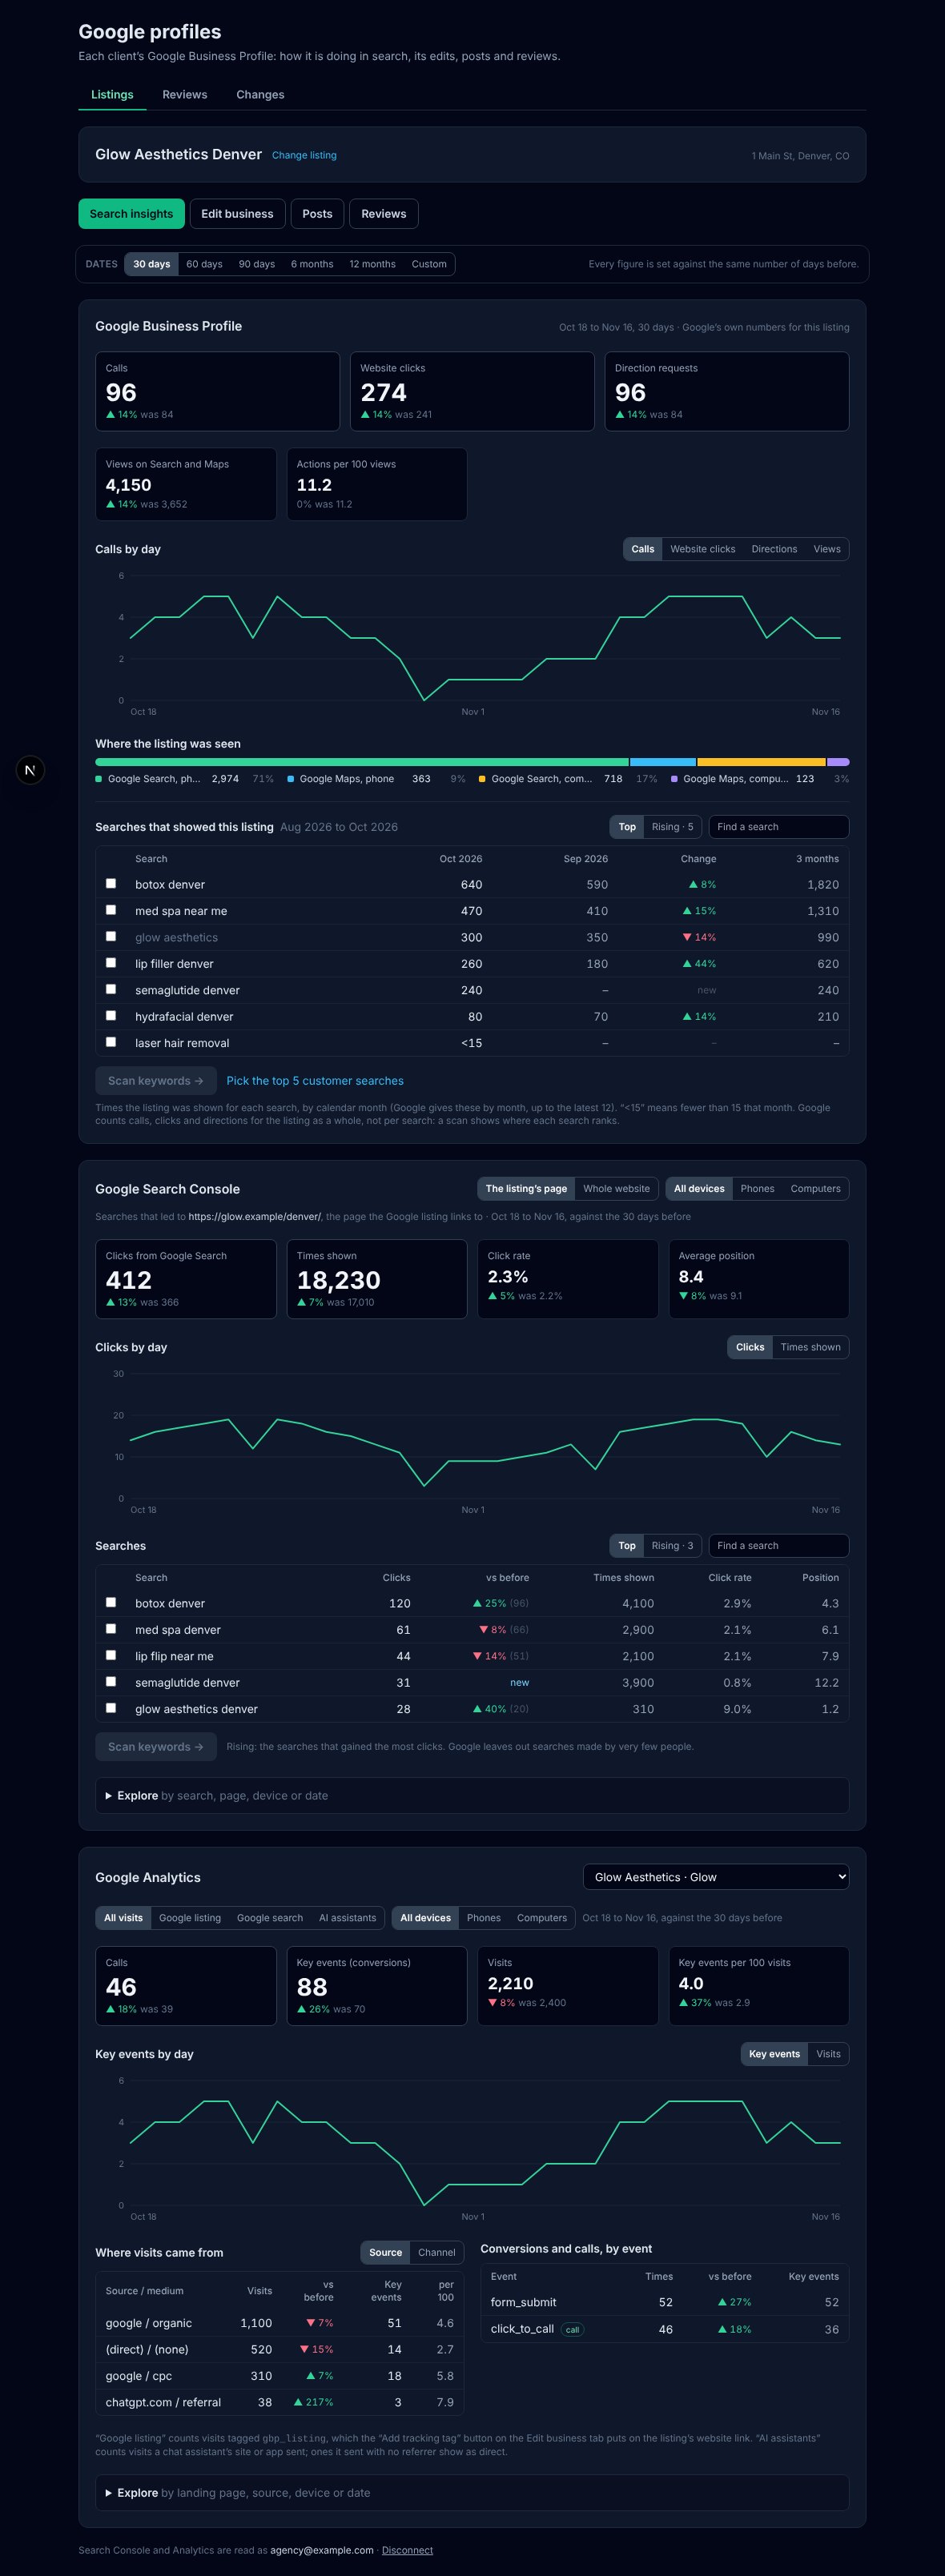 Google profiles
Each client's Google Business Profile: how it is doing in search, its edits, posts and reviews.
Listings Reviews Changes
Glow Aesthetics Denver Change listing 1 Main St, Denver, CO
Search insights Edit business Posts Reviews
DATES 30 days 60 days 90 days 6 months 12 months Custom Every figure is set against the same number of days before.
Google Business Profile Oct 18 to Nov 16, 30 days · Google's own numbers for this listing
Calls Website clicks Direction requests
96 274 96
▲ 14% was 84 ▲ 14% was 241 ▲ 14% was 84
Views on Search and Maps Actions per 100 views
4,150 11.2
▲ 14% was 3,652 0% was 11.2
Calls by day Calls Website clicks Directions Views
6
4
2
0
Oct 18 Nov 1 Nov 16
Where the listing was seen
Google Search, ph... 2,974 71% Google Maps, phone 363 9% Google Search, com... 718 17% Google Maps, compu... 123 3%
N
Searches that showed this listing Aug 2026 to Oct 2026 Top Rising · 5 Find a search
Search Oct 2026 Sep 2026 Change 3 months
botox denver 640 590 ▲ 8% 1,820
med spa near me 470 410 ▲ 15% 1,310
glow aesthetics 300 350 ▼ 14% 990
lip filler denver 260 180 ▲ 44% 620
semaglutide denver 240 – new 240
hydrafacial denver 80 70 ▲ 14% 210
laser hair removal <15 – – –
Scan keywords → Pick the top 5 customer searches
Times the listing was shown for each search, by calendar month (Google gives these by month, up to the latest 12). "<15" means fewer than 15 that month. Google
counts calls, clicks and directions for the listing as a whole, not per search: a scan shows where each search ranks.
Google Search Console The listing's page Whole website All devices Phones Computers
Searches that led to https://glow.example/denver/, the page the Google listing links to · Oct 18 to Nov 16, against the 30 days before
Clicks from Google Search Times shown Click rate Average position
412 18,230 2.3% 8.4
▲ 13% was 366 ▲ 7% was 17,010 ▲ 5% was 2.2% ▼ 8% was 9.1
Clicks by day Clicks Times shown
30
20
10
0
Oct 18 Nov 1 Nov 16
Searches Top Rising · 3 Find a search
Search Clicks vs before Times shown Click rate Position
botox denver 120 ▲ 25% (96) 4,100 2.9% 4.3
med spa denver 61 ▼ 8% (66) 2,900 2.1% 6.1
lip flip near me 44 ▼ 14% (51) 2,100 2.1% 7.9
semaglutide denver 31 new 3,900 0.8% 12.2
glow aesthetics denver 28 ▲ 40% (20) 310 9.0% 1.2
Scan keywords → Rising: the searches that gained the most clicks. Google leaves out searches made by very few people.
▶ Explore by search, page, device or date
Google Analytics Glow Aesthetics · Glow
All visits Google listing Google search AI assistants All devices Phones Computers Oct 18 to Nov 16, against the 30 days before
Calls Key events (conversions) Visits Key events per 100 visits
46 88 2,210 4.0
▲ 18% was 39 ▲ 26% was 70 ▼ 8% was 2,400 ▲ 37% was 2.9
Key events by day Key events Visits
6
4
2
0
Oct 18 Nov 1 Nov 16
Where visits came from Source Channel
Source / medium Visits vs before Key events per 100
google / organic 1,100 ▼ 7% 51 4.6
(direct) / (none) 520 ▼ 15% 14 2.7
google / cpc 310 ▲ 7% 18 5.8
chatgpt.com / referral 38 ▲ 217% 3 7.9
Conversions and calls, by event
Event Times vs before Key events
form_submit 52 ▲ 27% 52
click_to_call call 46 ▲ 18% 36
"Google listing" counts visits tagged gbp_listing, which the "Add tracking tag" button on the Edit business tab puts on the listing's website link. "AI assistants"
counts visits a chat assistant's site or app sent; ones it sent with no referrer show as direct.
▶ Explore by landing page, source, device or date
Search Console and Analytics are read as agency@example.com · Disconnect